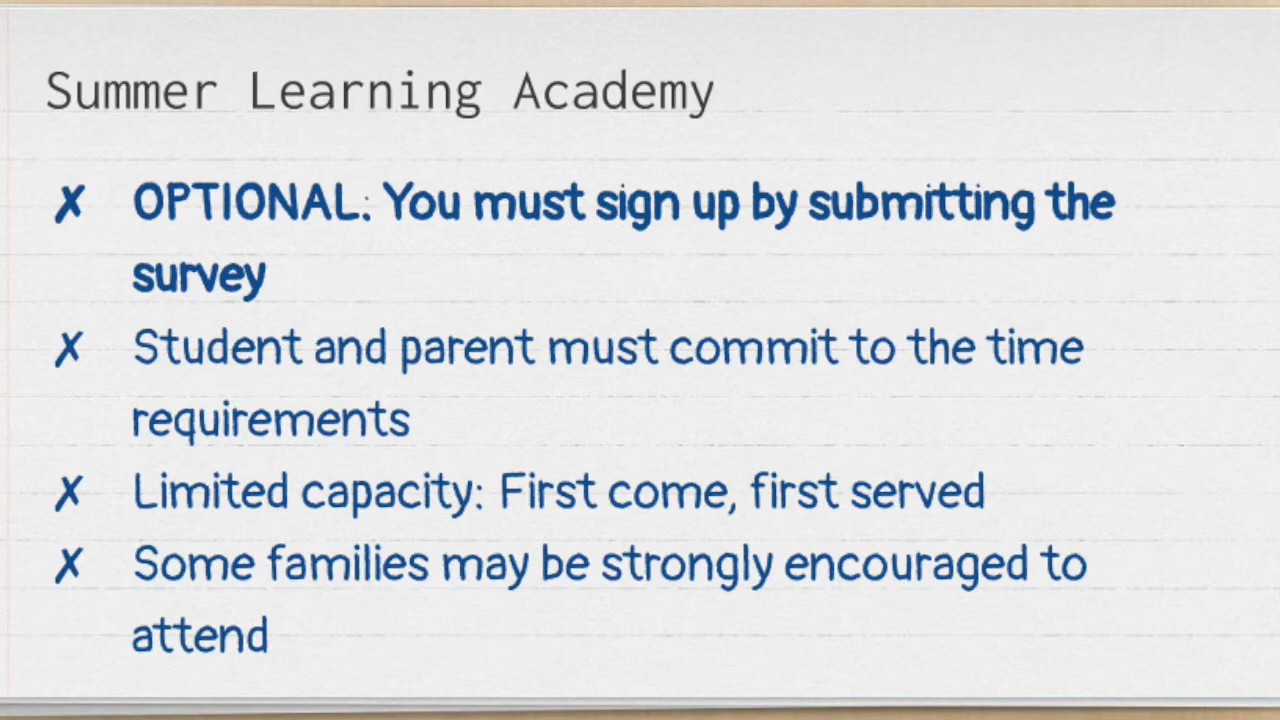 Summer Learning Academy
✗ OPTIONAL: You must sign up by submitting the
survey
✗ Student and parent must commit to the time
requirements
✗ Limited capacity: First come, first served
✗ Some families may be strongly encouraged to
attend